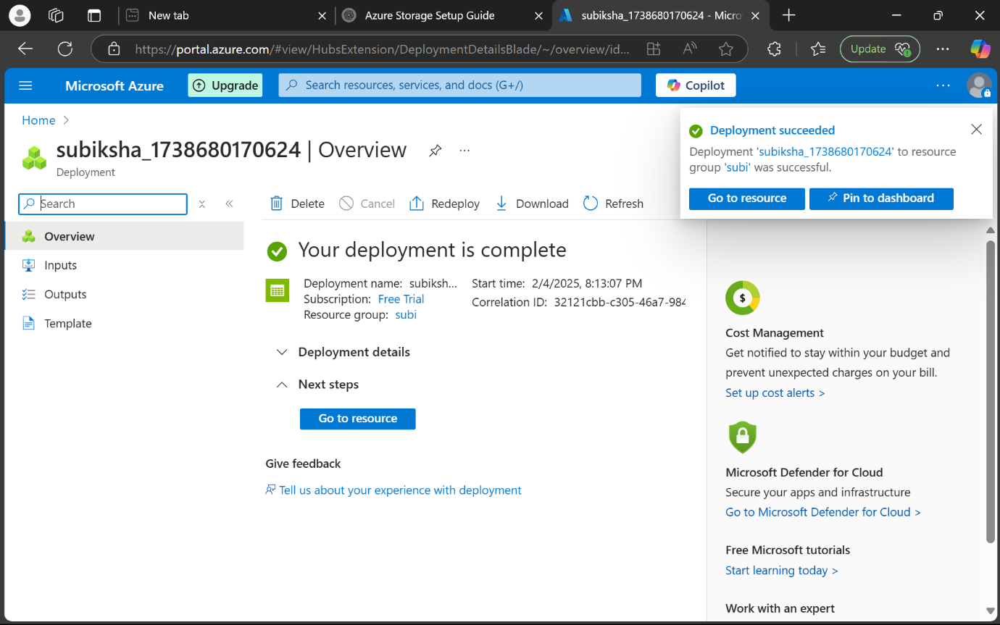 New tab
Azure Storage Setup Guide
subiksha_1738680170624 - Micro
https://portal.azure.com/#view/HubsExtension/DeploymentDetailsBlade/~/overview/id...
Update
Microsoft Azure
Upgrade
Search resources, services, and docs (G+/)
Copilot
Home
subiksha_1738680170624 | Overview
Deployment
Deployment succeeded
Deployment 'subiksha_1738680170624' to resource
group 'subi' was successful.
Go to resource
Pin to dashboard
Search
Delete
Cancel
Redeploy
Download
Refresh
Overview
Inputs
Outputs
Template
Your deployment is complete
Deployment name: subiksh...
Subscription: Free Trial
Resource group: subi
Start time: 2/4/2025, 8:13:07 PM
Correlation ID: 32121cbb-c305-46a7-984
Deployment details
Next steps
Go to resource
Give feedback
Tell us about your experience with deployment
$
Cost Management
Get notified to stay within your budget and
prevent unexpected charges on your bill.
Set up cost alerts >
Microsoft Defender for Cloud
Secure your apps and infrastructure
Go to Microsoft Defender for Cloud >
Free Microsoft tutorials
Start learning today >
Work with an expert